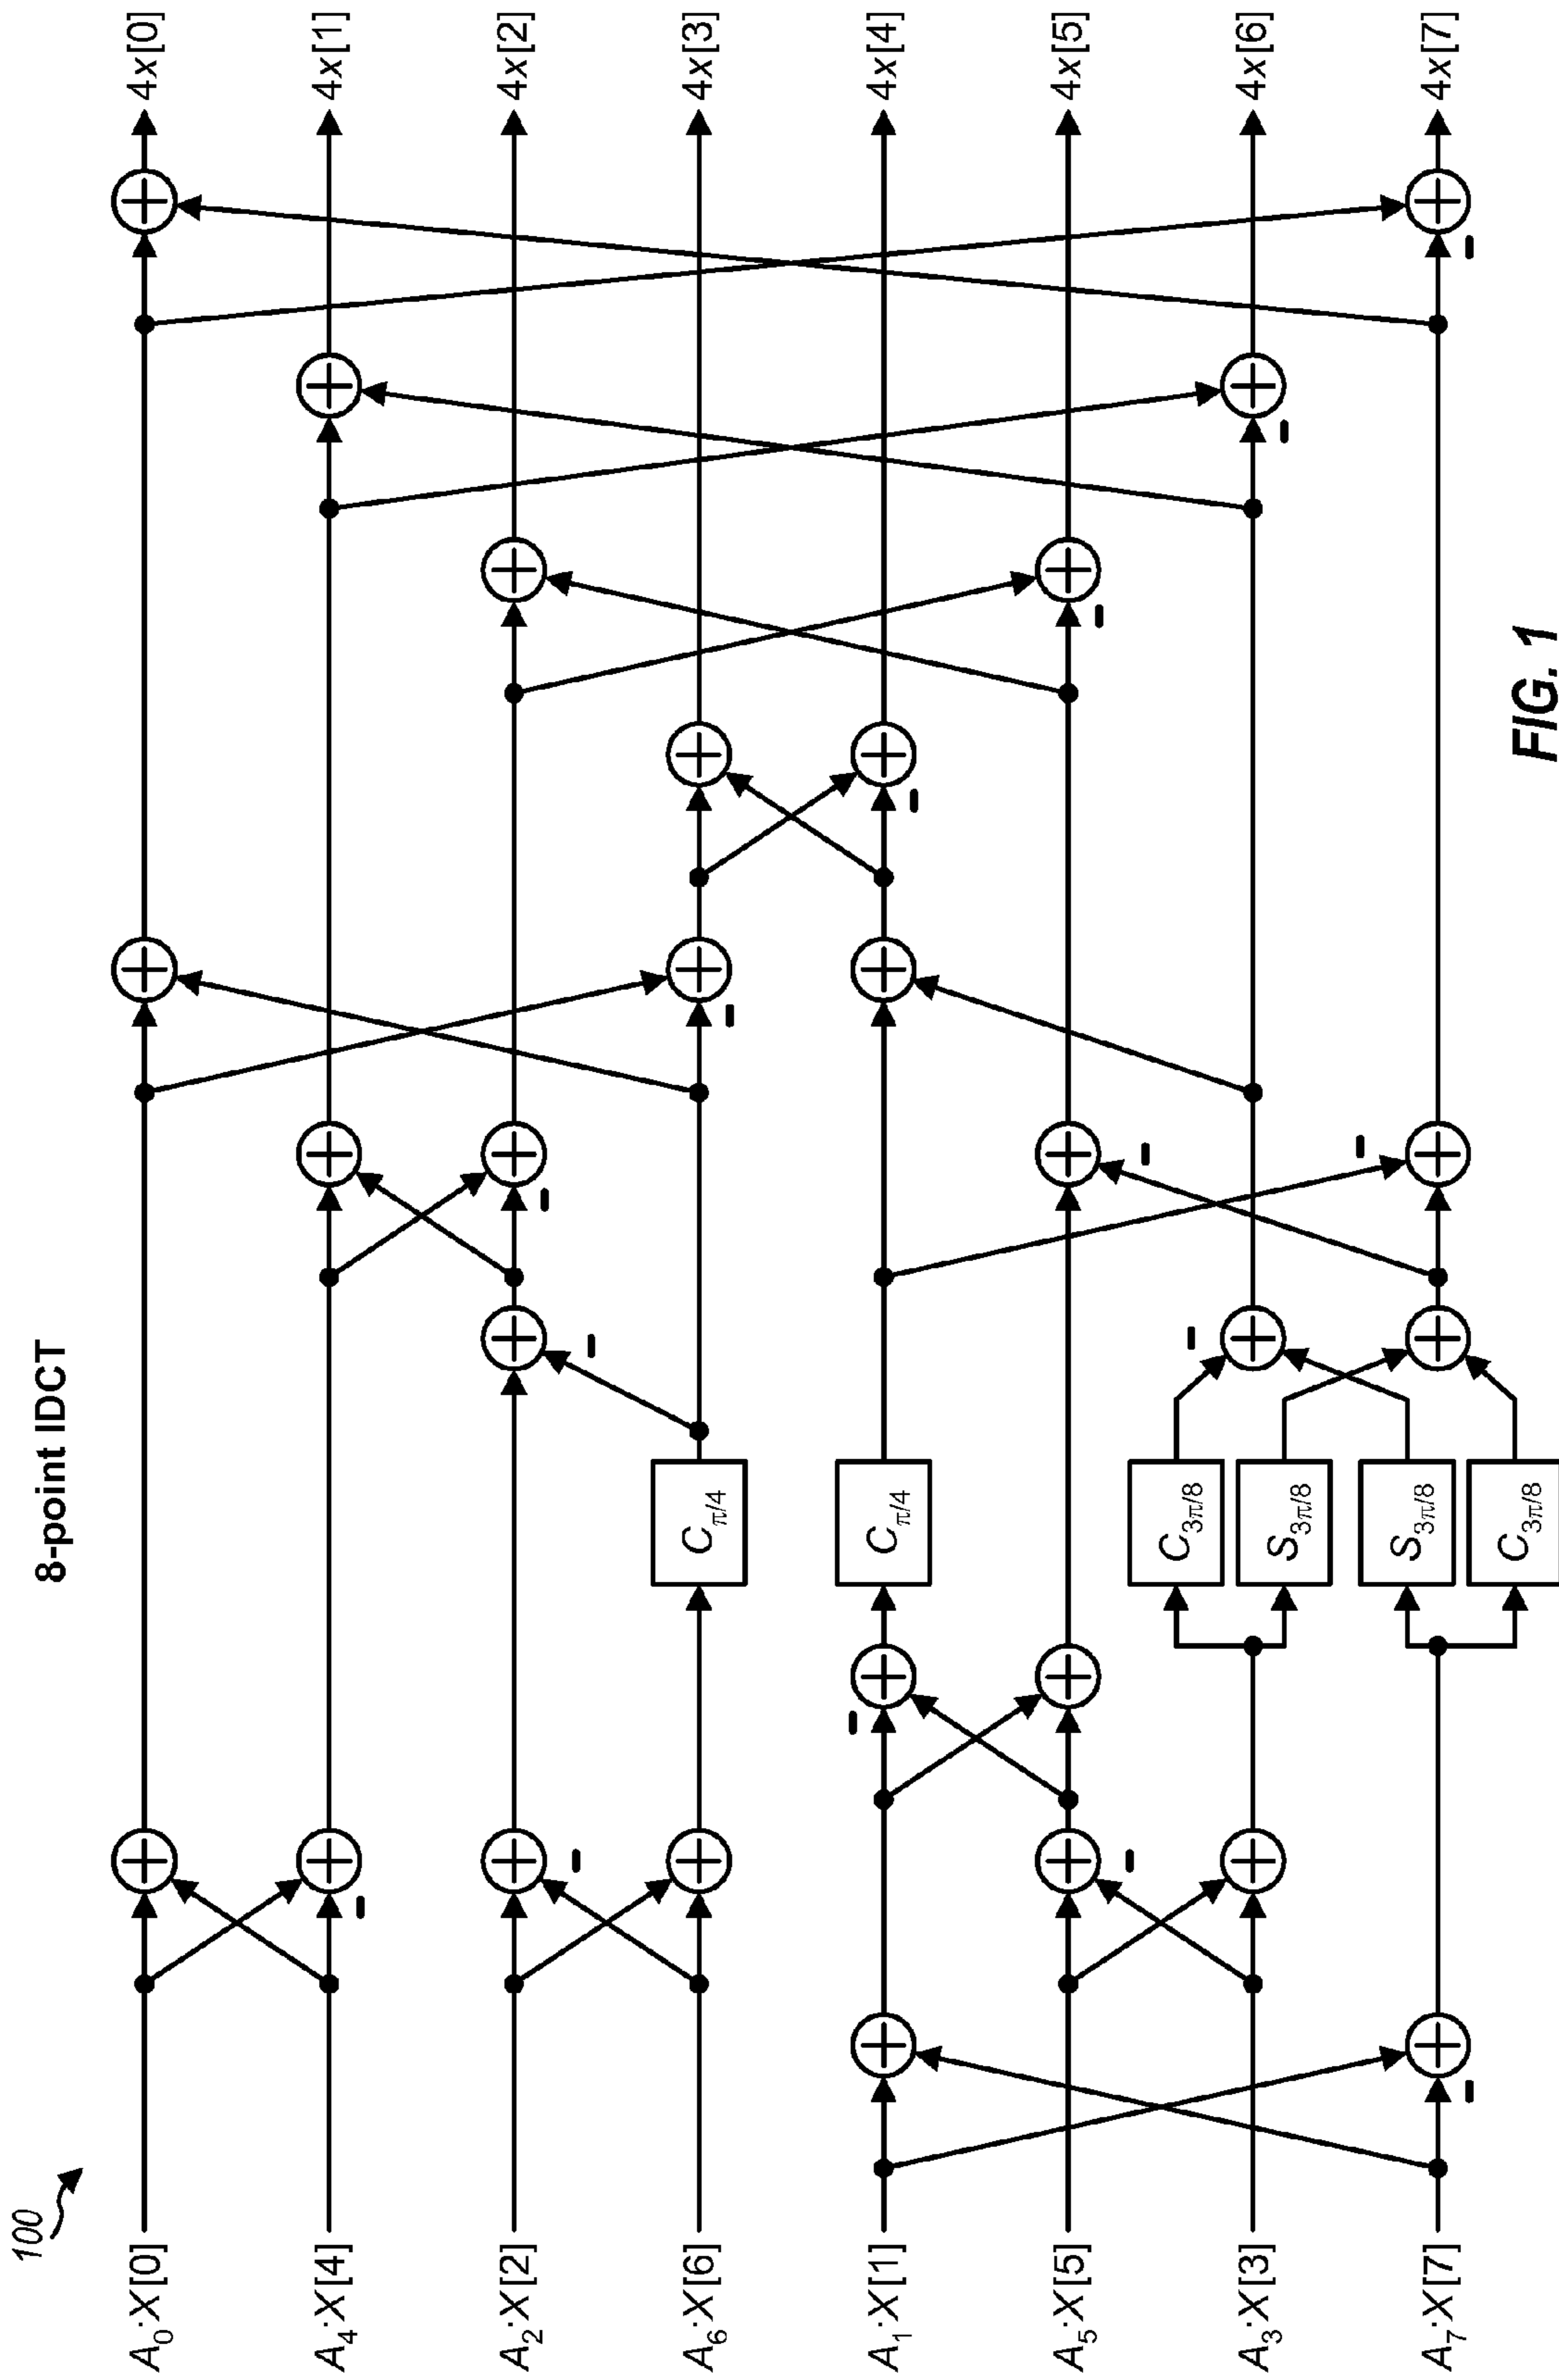 8-point IDCT
100
A0·X[0]
4x[0]
A4·X[4]
4x[1]
A2·X[2]
4x[2]
A6·X[6]
Cπ/4
4x[3]
A1·X[1]
Cπ/4
4x[4]
A5·X[5]
4x[5]
A3·X[3]
C3π/8
S3π/8
4x[6]
A7·X[7]
S3π/8
C3π/8
4x[7]
FIG. 1